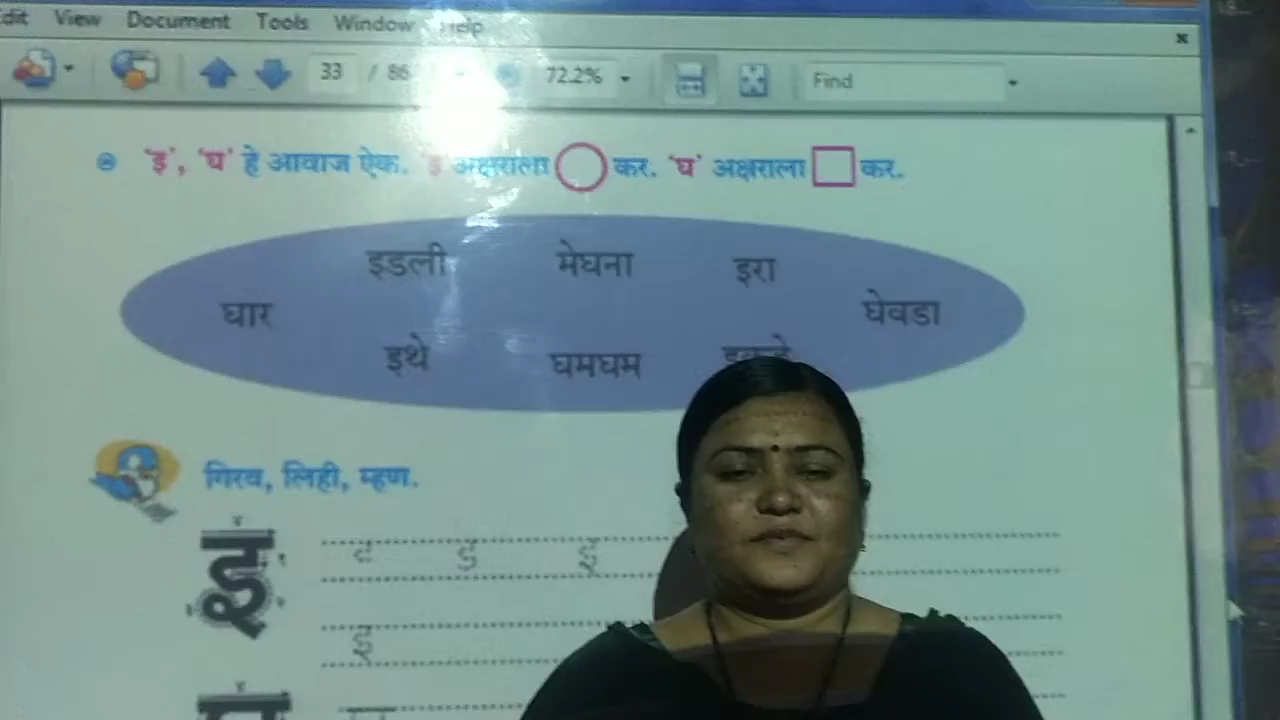 View Document Tools Window Help
33 / 86 72.2% Find
'इ', 'घ' हे आवाज ऐक. 'इ' अक्षराला कर. 'घ' अक्षराला कर.
इडली मेघना इरा
घार घेवडा
इथे घमघम
गिरव, लिही, म्हण.
इ
इ
इ